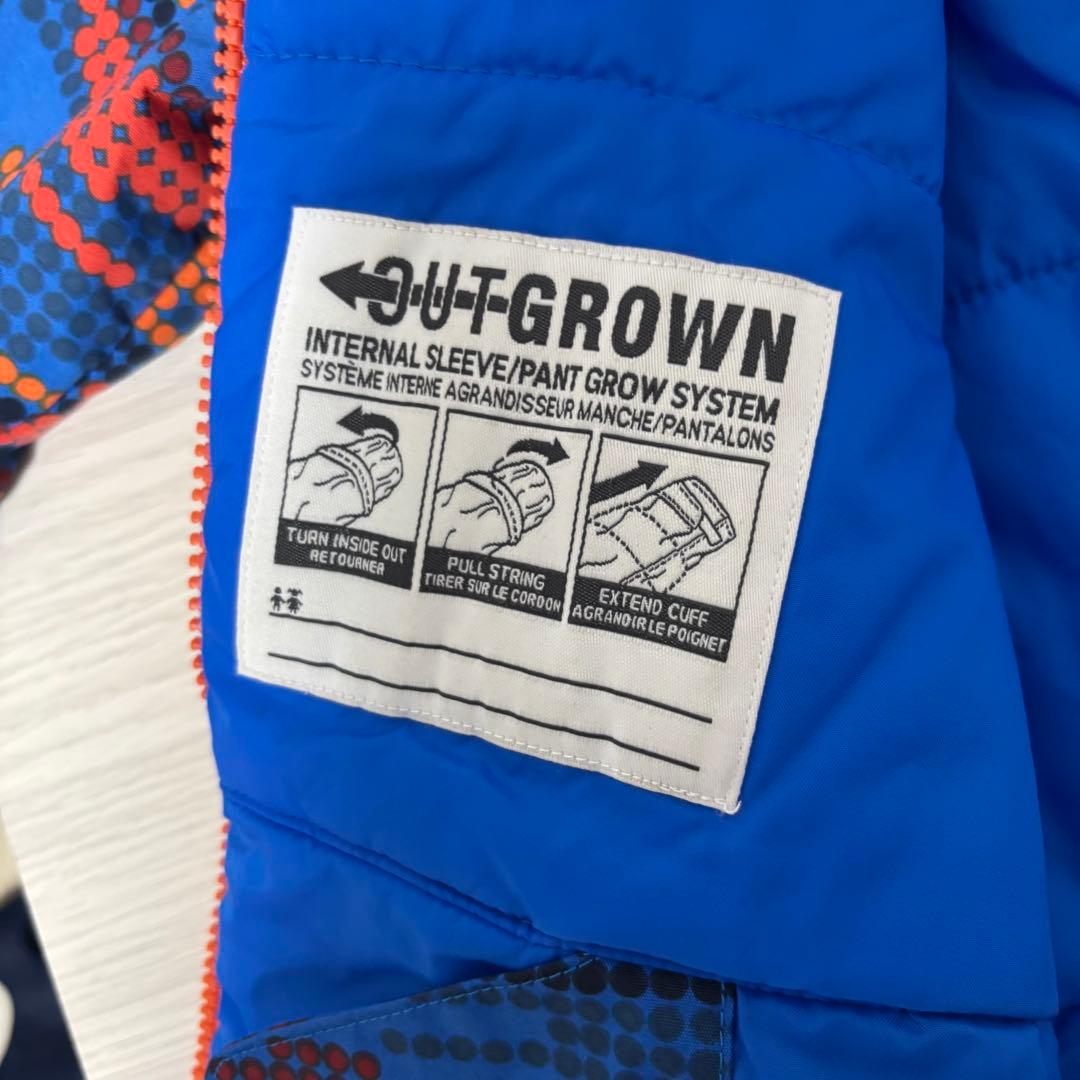 OUTGROWN
INTERNAL SLEEVE/PANT GROW SYSTEM
SYSTÈME INTERNE AGRANDISSEUR MANCHE/PANTALONS
TURN INSIDE OUT
RETOURNER
PULL STRING
TIRER SUR LE CORDON
EXTEND CUFF
AGRANDIR LE POIGNET